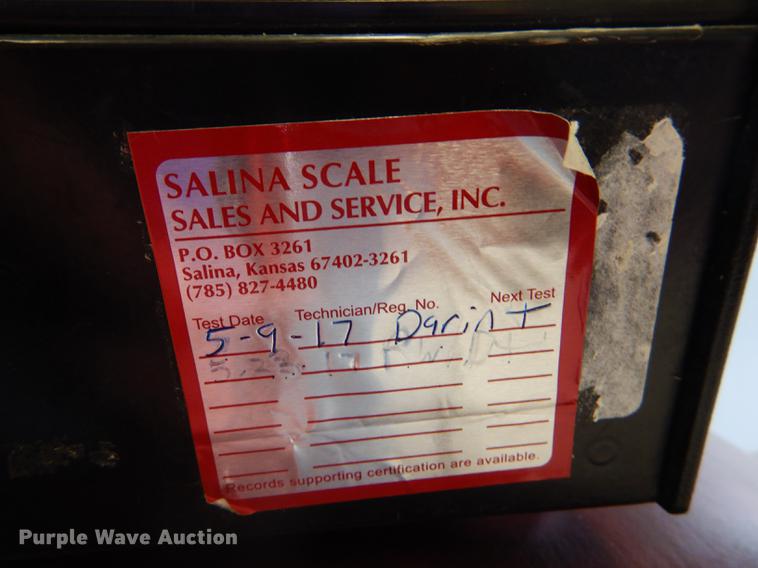 SALINA SCALE
SALES AND SERVICE, INC.
P.O. BOX 3261
Salina, Kansas 67402-3261
(785) 827-4480
Test Date Technician/Reg. No. Next Test
5-9-17 Darin t
17
Records supporting certification are available.
Purple Wave Auction